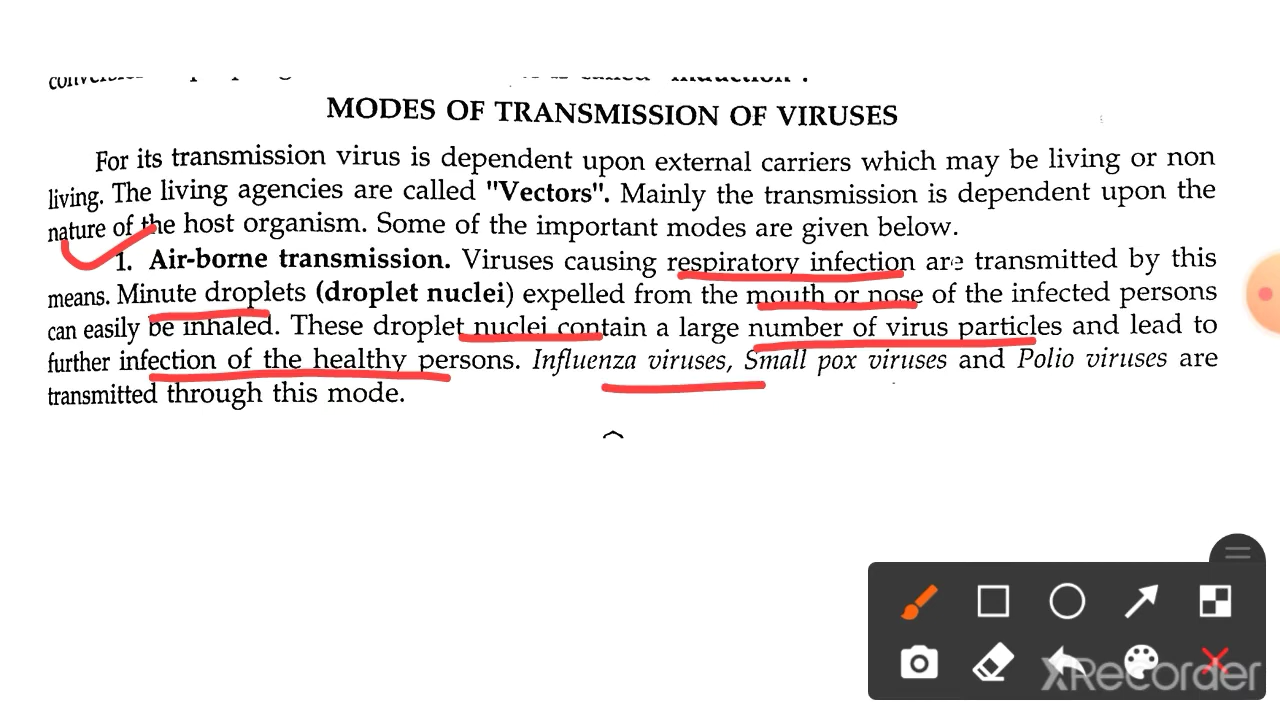 "induction".
MODES OF TRANSMISSION OF VIRUSES
For its transmission virus is dependent upon external carriers which may be living or non
living. The living agencies are called "Vectors". Mainly the transmission is dependent upon the
nature of the host organism. Some of the important modes are given below.
1. Air-borne transmission. Viruses causing respiratory infection are transmitted by this
means. Minute droplets (droplet nuclei) expelled from the mouth or nose of the infected persons
can easily be inhaled. These droplet nuclei contain a large number of virus particles and lead to
further infection of the healthy persons. Influenza viruses, Small pox viruses and Polio viruses are
transmitted through this mode.
XRecorder